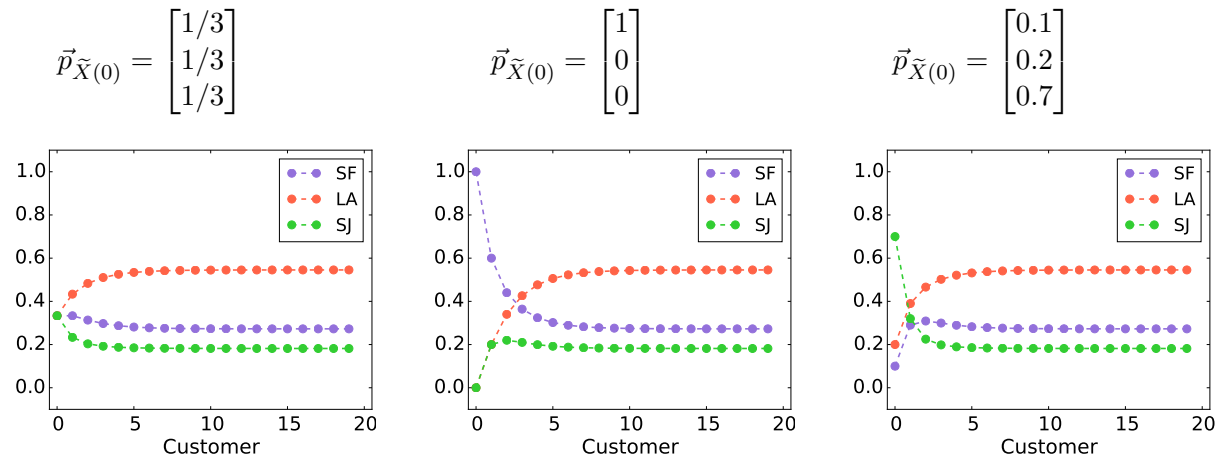 p⃗_X̃(0) = [1/3 1/3 1/3]
p⃗_X̃(0) = [1 0 0]
p⃗_X̃(0) = [0.1 0.2 0.7]
1.0
0.8
0.6
0.4
0.2
0.0
SF
LA
SJ
0 5 10 15 20
Customer
1.0
0.8
0.6
0.4
0.2
0.0
SF
LA
SJ
0 5 10 15 20
Customer
1.0
0.8
0.6
0.4
0.2
0.0
SF
LA
SJ
0 5 10 15 20
Customer